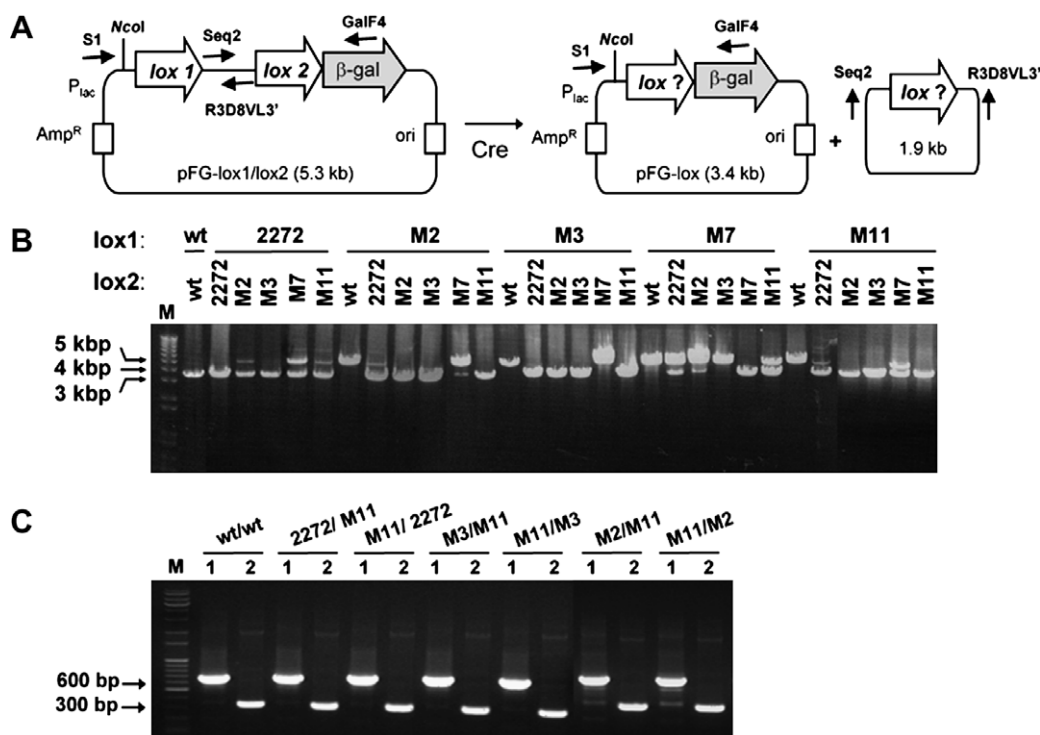 A
S1 NcoI Seq2 GalF4
lox 1 lox 2 β-gal
Plac R3D8VL3'
AmpR ori
pFG-lox1/lox2 (5.3 kb)
Cre
S1 NcoI GalF4
lox ? β-gal
Plac
AmpR ori
pFG-lox (3.4 kb)
+
Seq2 R3D8VL3'
lox ?
1.9 kb
B
lox1: wt 2272 M2 M3 M7 M11
lox2: wt 2272 M2 M3 M7 M11 wt 2272 M2 M3 M7 M11 wt 2272 M2 M3 M7 M11 wt 2272 M2 M3 M7 M11 wt 2272 M2 M3 M7 M11
M
5 kbp
4 kbp
3 kbp
C
wt/wt 2272/ M11 M11/ 2272 M3/M11 M11/M3 M2/M11 M11/M2
M 1 2 1 2 1 2 1 2 1 2 1 2 1 2
600 bp
300 bp